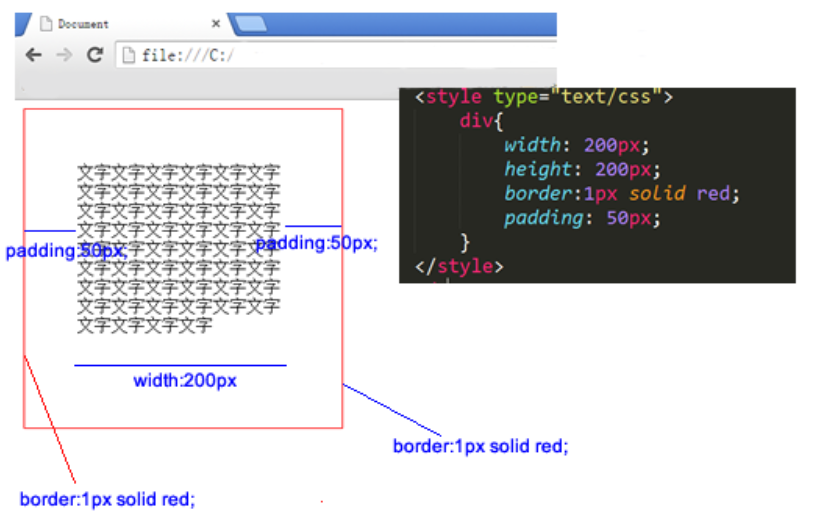 Document
file:///C:/
<style type="text/css">
div{
width: 200px;
height: 200px;
border:1px solid red;
padding: 50px;
}
</style>
文字文字文字文字文字文字
文字文字文字文字文字文字
文字文字文字文字文字文字
文字文字文字文字文字文字
文字文字文字文字文字文字
文字文字文字文字文字文字
文字文字文字文字文字文字
文字文字文字文字文字文字
文字文字文字文字
padding:50px;
padding:50px;
width:200px
border:1px solid red;
border:1px solid red;